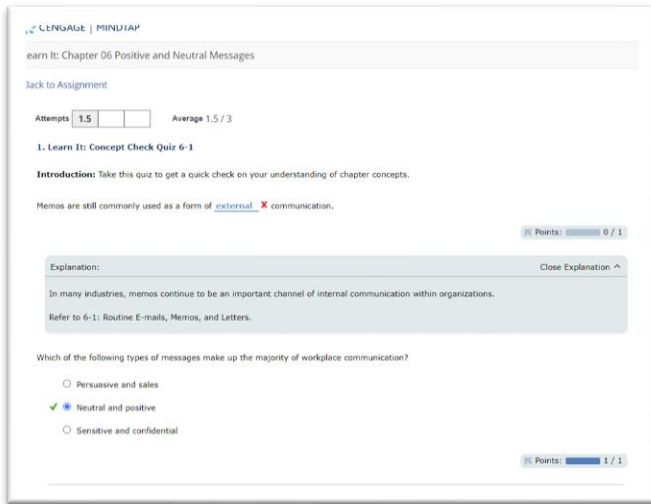 CENGAGE | MINDTAP
earn It: Chapter 06 Positive and Neutral Messages
Back to Assignment
Attempts 1.5 Average 1.5 / 3
1. Learn It: Concept Check Quiz 6-1
Introduction: Take this quiz to get a quick check on your understanding of chapter concepts.
Memos are still commonly used as a form of external X communication.
Points: 0 / 1
Explanation: Close Explanation ^
In many industries, memos continue to be an important channel of internal communication within organizations.
Refer to 6-1: Routine E-mails, Memos, and Letters.
Which of the following types of messages make up the majority of workplace communication?
Persuasive and sales
Neutral and positive
Sensitive and confidential
Points: 1 / 1